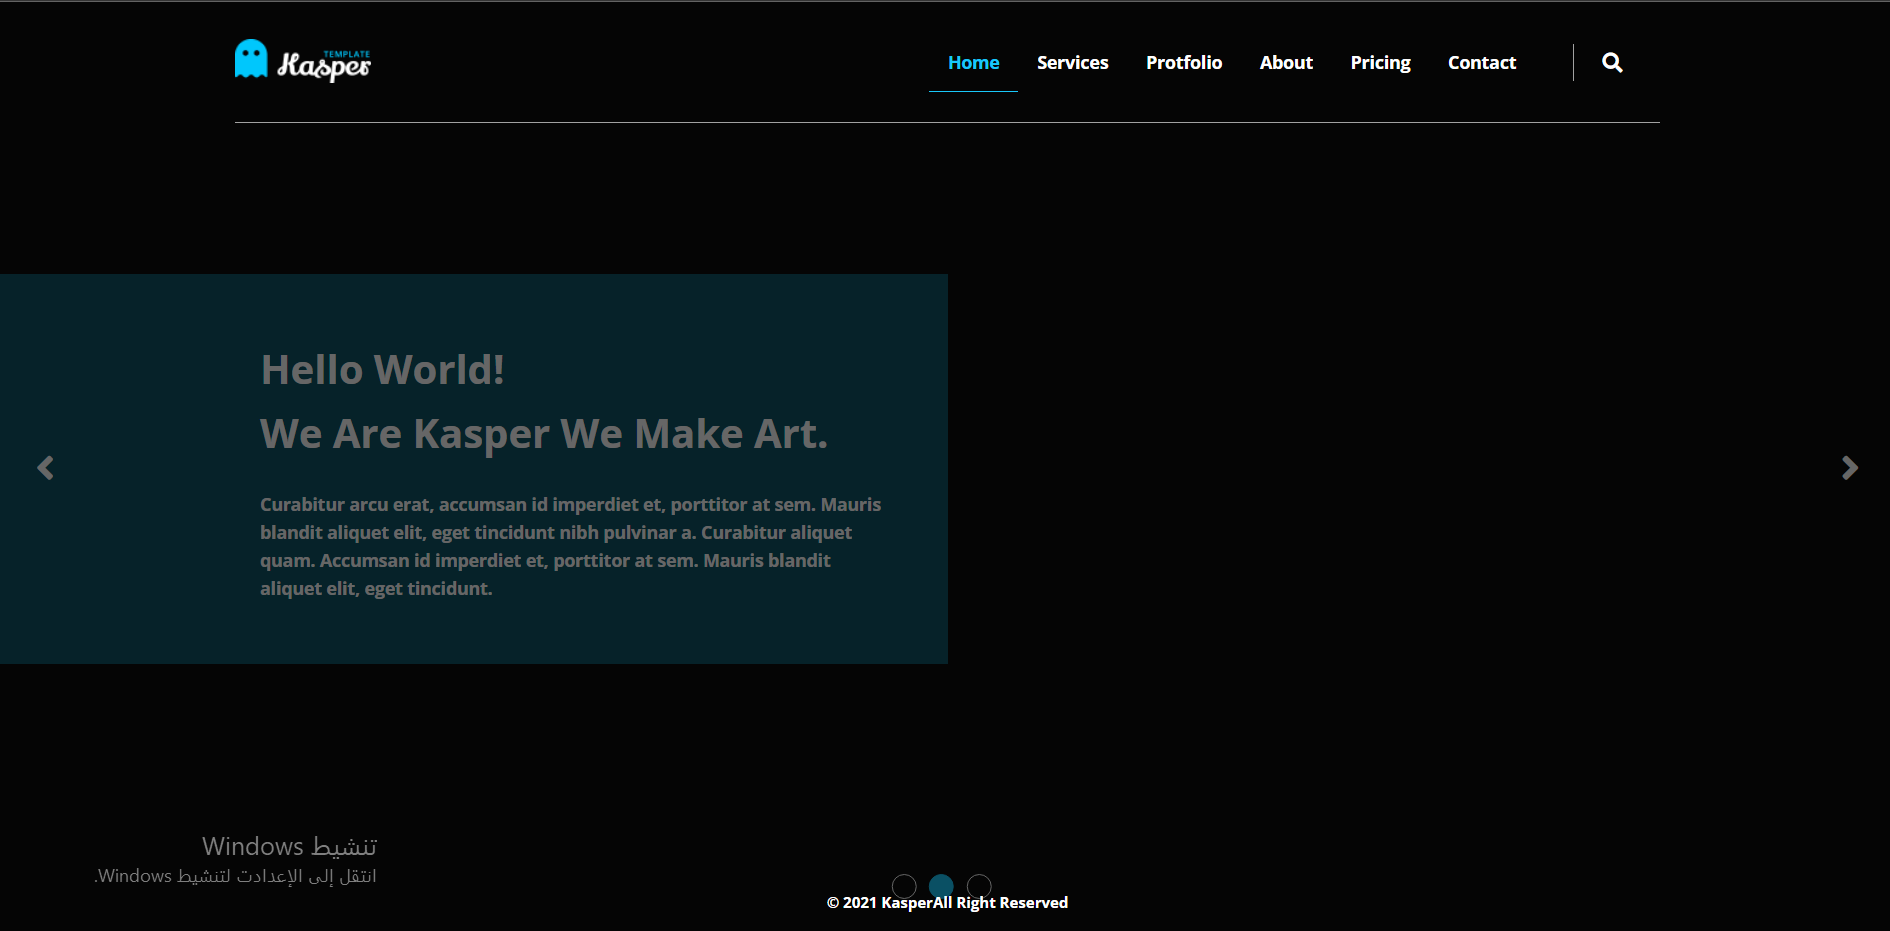 TEMPLATE
Kasper
Home Services Protfolio About Pricing Contact
Hello World!
We Are Kasper We Make Art.
Curabitur arcu erat, accumsan id imperdiet et, porttitor at sem. Mauris
blandit aliquet elit, eget tincidunt nibh pulvinar a. Curabitur aliquet
quam. Accumsan id imperdiet et, porttitor at sem. Mauris blandit
aliquet elit, eget tincidunt.
تنشيط Windows
انتقل إلى الإعدادت لتنشيط Windows.
© 2021 KasperAll Right Reserved